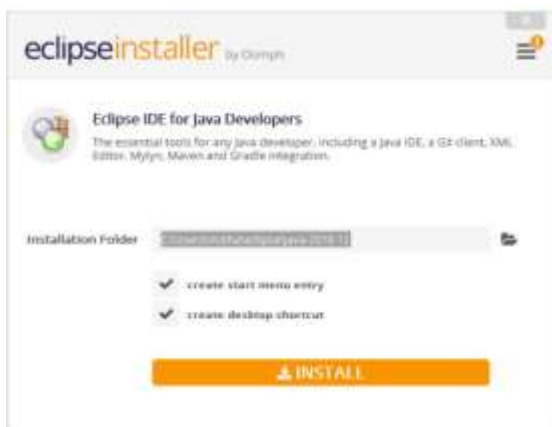 eclipseinstaller by Oomph
Eclipse IDE for Java Developers
The essential tools for any Java developer, including a Java IDE, a Git client, XML
Editor, Mylyn, Maven and Gradle integration.
Installation Folder
create start menu entry
create desktop shortcut
INSTALL